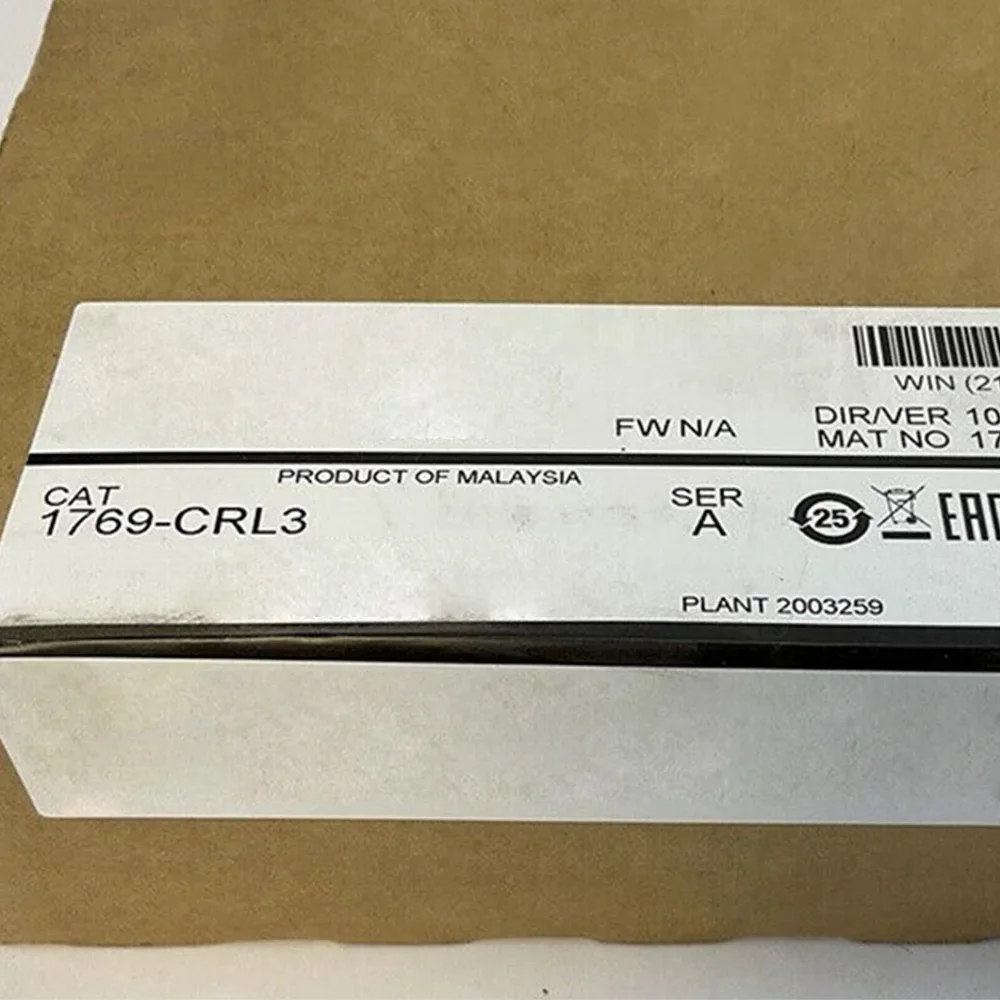 WIN (21
FW N/A
DIR/VER 10
MAT NO 17
PRODUCT OF MALAYSIA
CAT
1769-CRL3
SER
A
25
EAC
PLANT 2003259